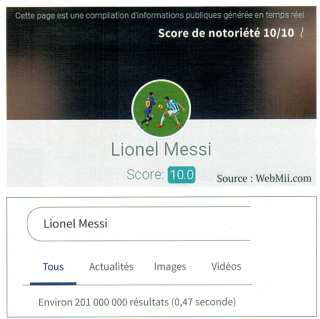 Cette page est une compilation d'informations publiques générée en temps réel
Score de notoriété 10/10 i
Lionel Messi
Score: 10.0
Source : WebMii.com
Lionel Messi
Tous Actualités Images Vidéos
Environ 201 000 000 résultats (0,47 seconde)